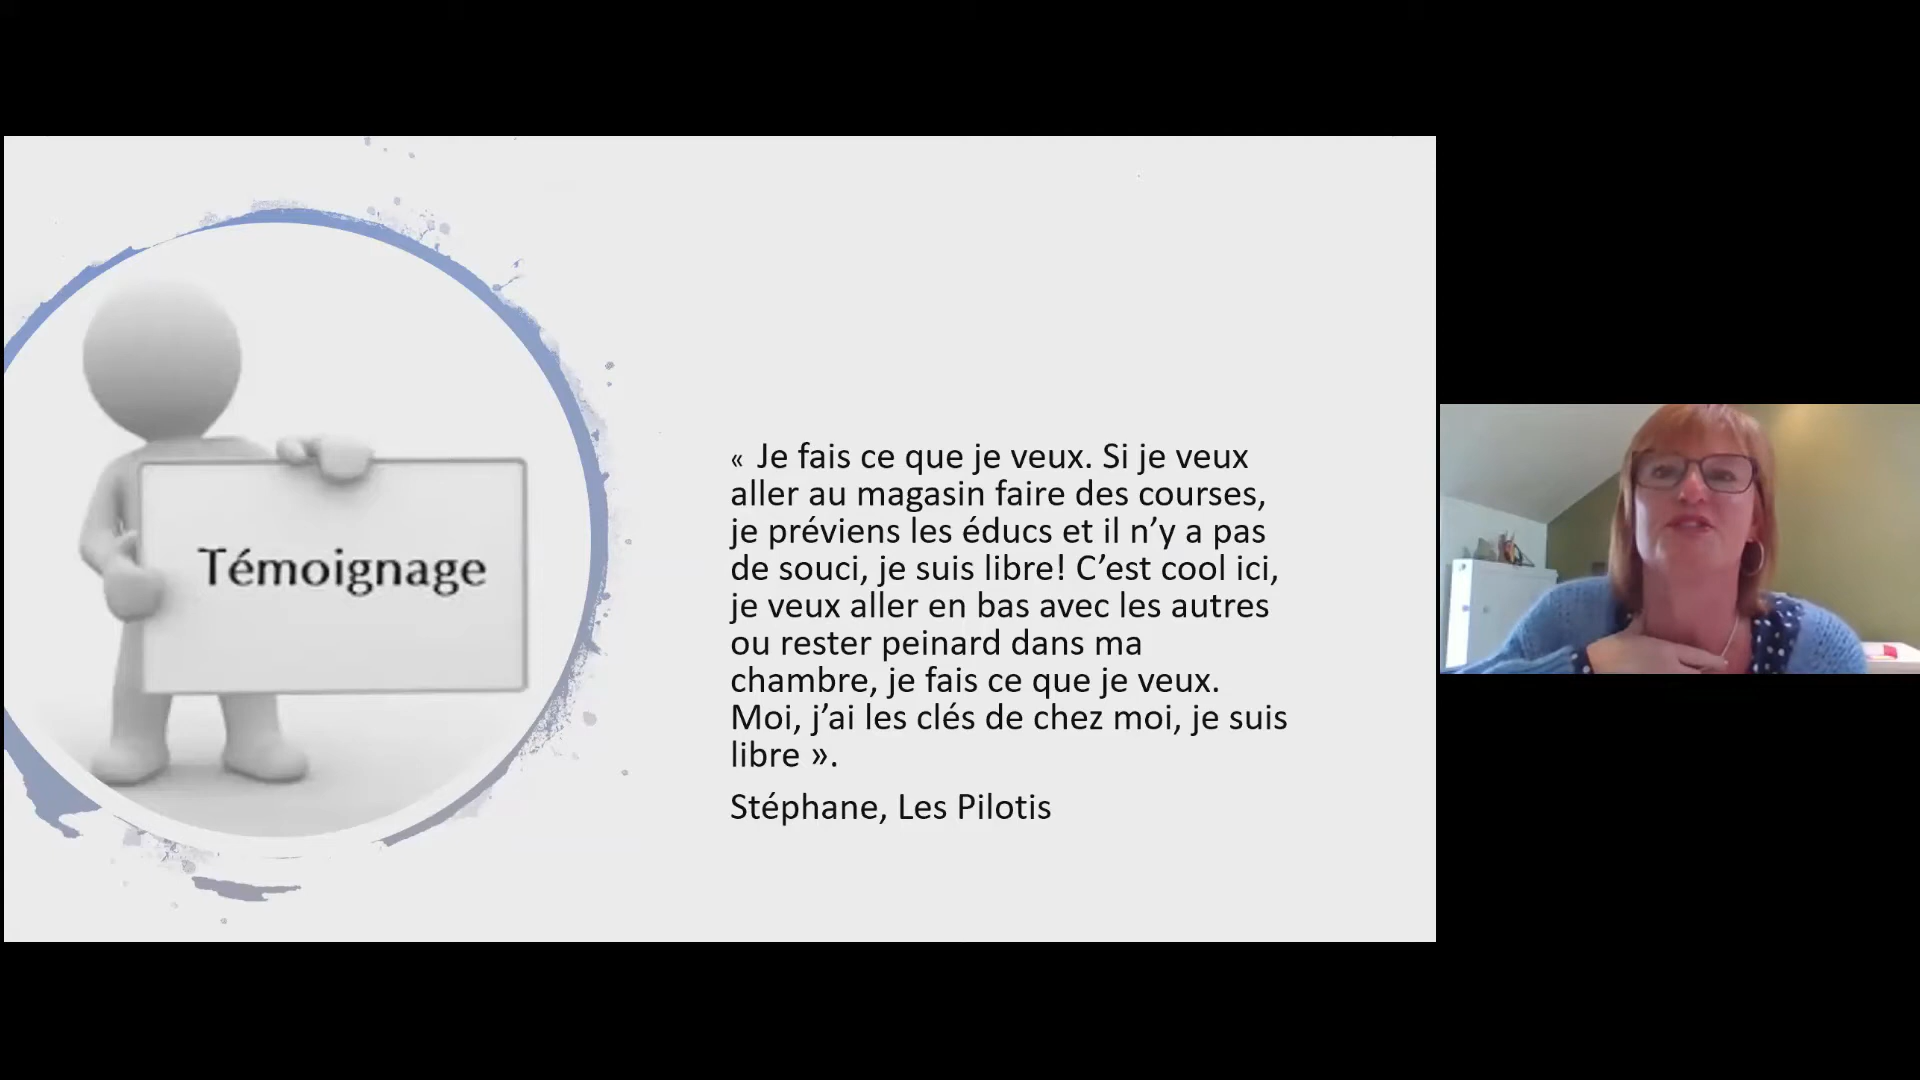 Témoignage
« Je fais ce que je veux. Si je veux
aller au magasin faire des courses,
je préviens les éducs et il n’y a pas
de souci, je suis libre! C’est cool ici,
je veux aller en bas avec les autres
ou rester peinard dans ma
chambre, je fais ce que je veux.
Moi, j’ai les clés de chez moi, je suis
libre ».
Stéphane, Les Pilotis